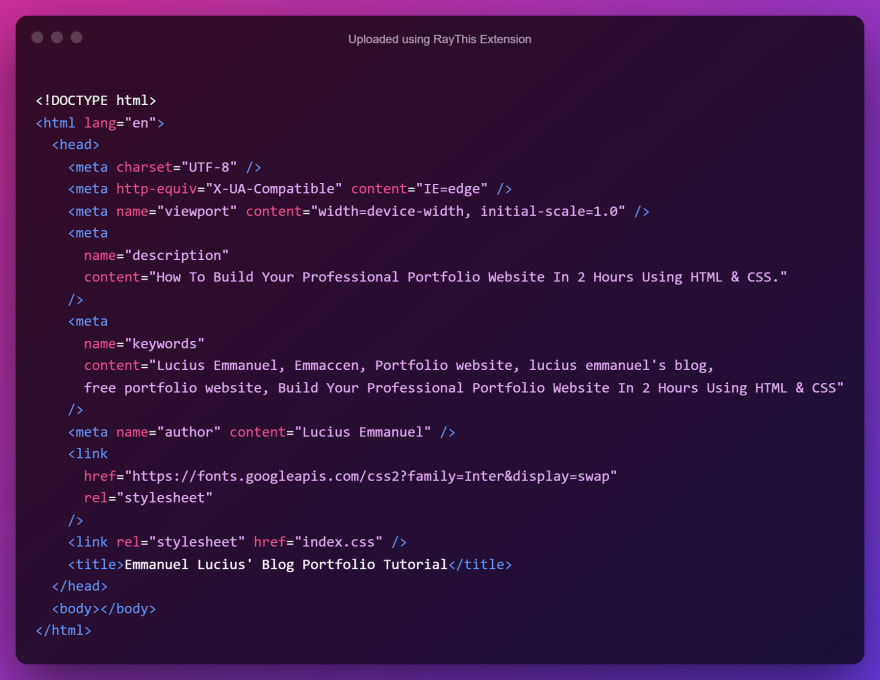 Uploaded using RayThis Extension
<!DOCTYPE html>
<html lang="en">
  <head>
    <meta charset="UTF-8" />
    <meta http-equiv="X-UA-Compatible" content="IE=edge" />
    <meta name="viewport" content="width=device-width, initial-scale=1.0" />
    <meta
      name="description"
      content="How To Build Your Professional Portfolio Website In 2 Hours Using HTML & CSS."
    />
    <meta
      name="keywords"
      content="Lucius Emmanuel, Emmaccen, Portfolio website, lucius emmanuel's blog,
      free portfolio website, Build Your Professional Portfolio Website In 2 Hours Using HTML & CSS"
    />
    <meta name="author" content="Lucius Emmanuel" />
    <link
      href="https://fonts.googleapis.com/css2?family=Inter&display=swap"
      rel="stylesheet"
    />
    <link rel="stylesheet" href="index.css" />
    <title>Emmanuel Lucius' Blog Portfolio Tutorial</title>
  </head>
  <body></body>
</html>